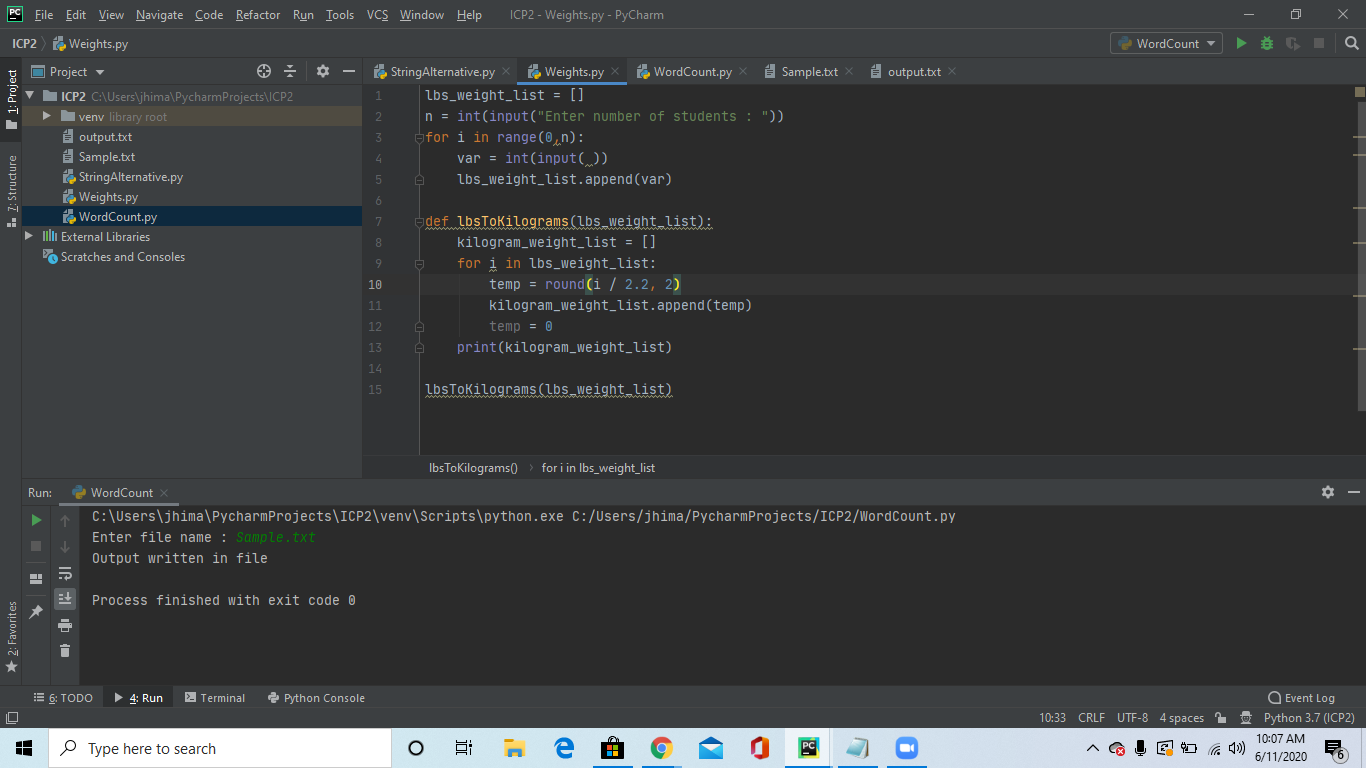 PC File Edit View Navigate Code Refactor Run Tools VCS Window Help ICP2 - Weights.py - PyCharm
ICP2 Weights.py WordCount
1: Project
7: Structure
2: Favorites
Project
ICP2 C:\Users\jhima\PycharmProjects\ICP2
venv library root
output.txt
Sample.txt
StringAlternative.py
Weights.py
WordCount.py
External Libraries
Scratches and Consoles
StringAlternative.py Weights.py WordCount.py Sample.txt output.txt
1 lbs_weight_list = []
2 n = int(input("Enter number of students : "))
3 for i in range(0,n):
4     var = int(input( ))
5     lbs_weight_list.append(var)
6
7 def lbsToKilograms(lbs_weight_list):
8     kilogram_weight_list = []
9     for i in lbs_weight_list:
10         temp = round(i / 2.2, 2)
11         kilogram_weight_list.append(temp)
12         temp = 0
13     print(kilogram_weight_list)
14
15 lbsToKilograms(lbs_weight_list)
lbsToKilograms() for i in lbs_weight_list
Run: WordCount
C:\Users\jhima\PycharmProjects\ICP2\venv\Scripts\python.exe C:/Users/jhima/PycharmProjects/ICP2/WordCount.py
Enter file name : Sample.txt
Output written in file
Process finished with exit code 0
6: TODO 4: Run Terminal Python Console Event Log
10:33 CRLF UTF-8 4 spaces Python 3.7 (ICP2)
Type here to search
PC
10:07 AM
6/11/2020
6